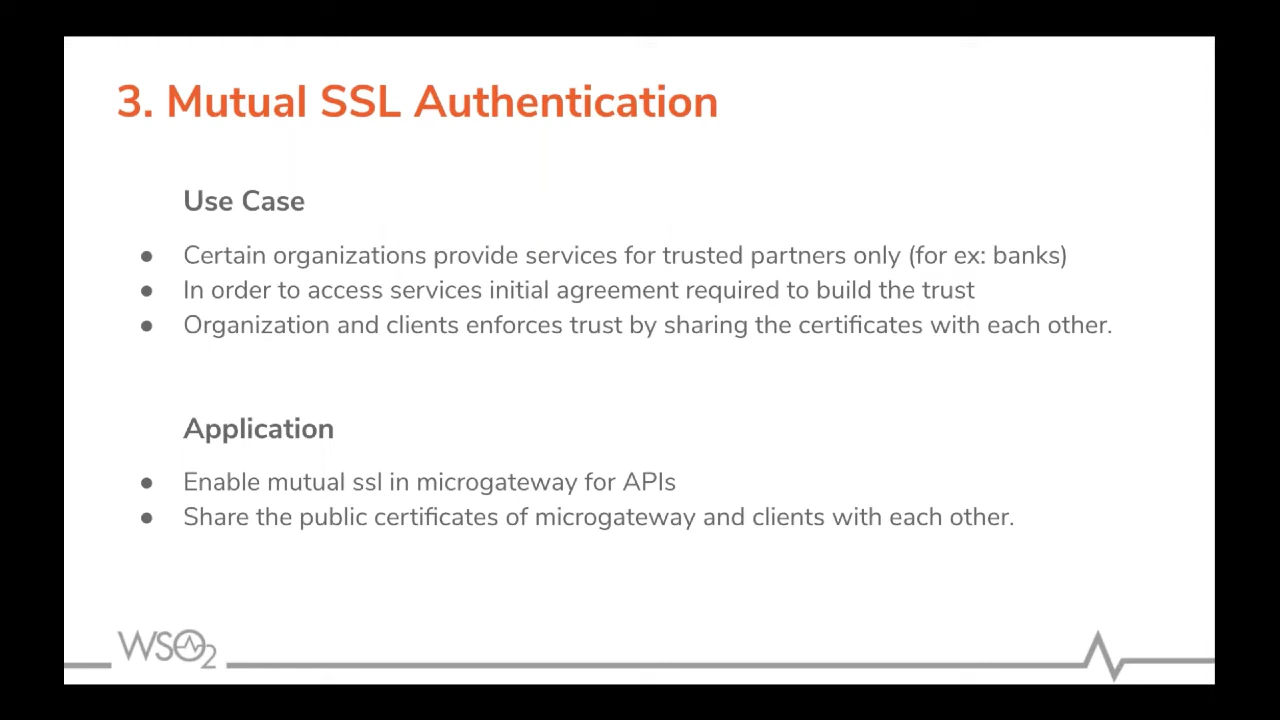 3. Mutual SSL Authentication
Use Case
● Certain organizations provide services for trusted partners only (for ex: banks)
● In order to access services initial agreement required to build the trust
● Organization and clients enforces trust by sharing the certificates with each other.
Application
● Enable mutual ssl in microgateway for APIs
● Share the public certificates of microgateway and clients with each other.
WSO2